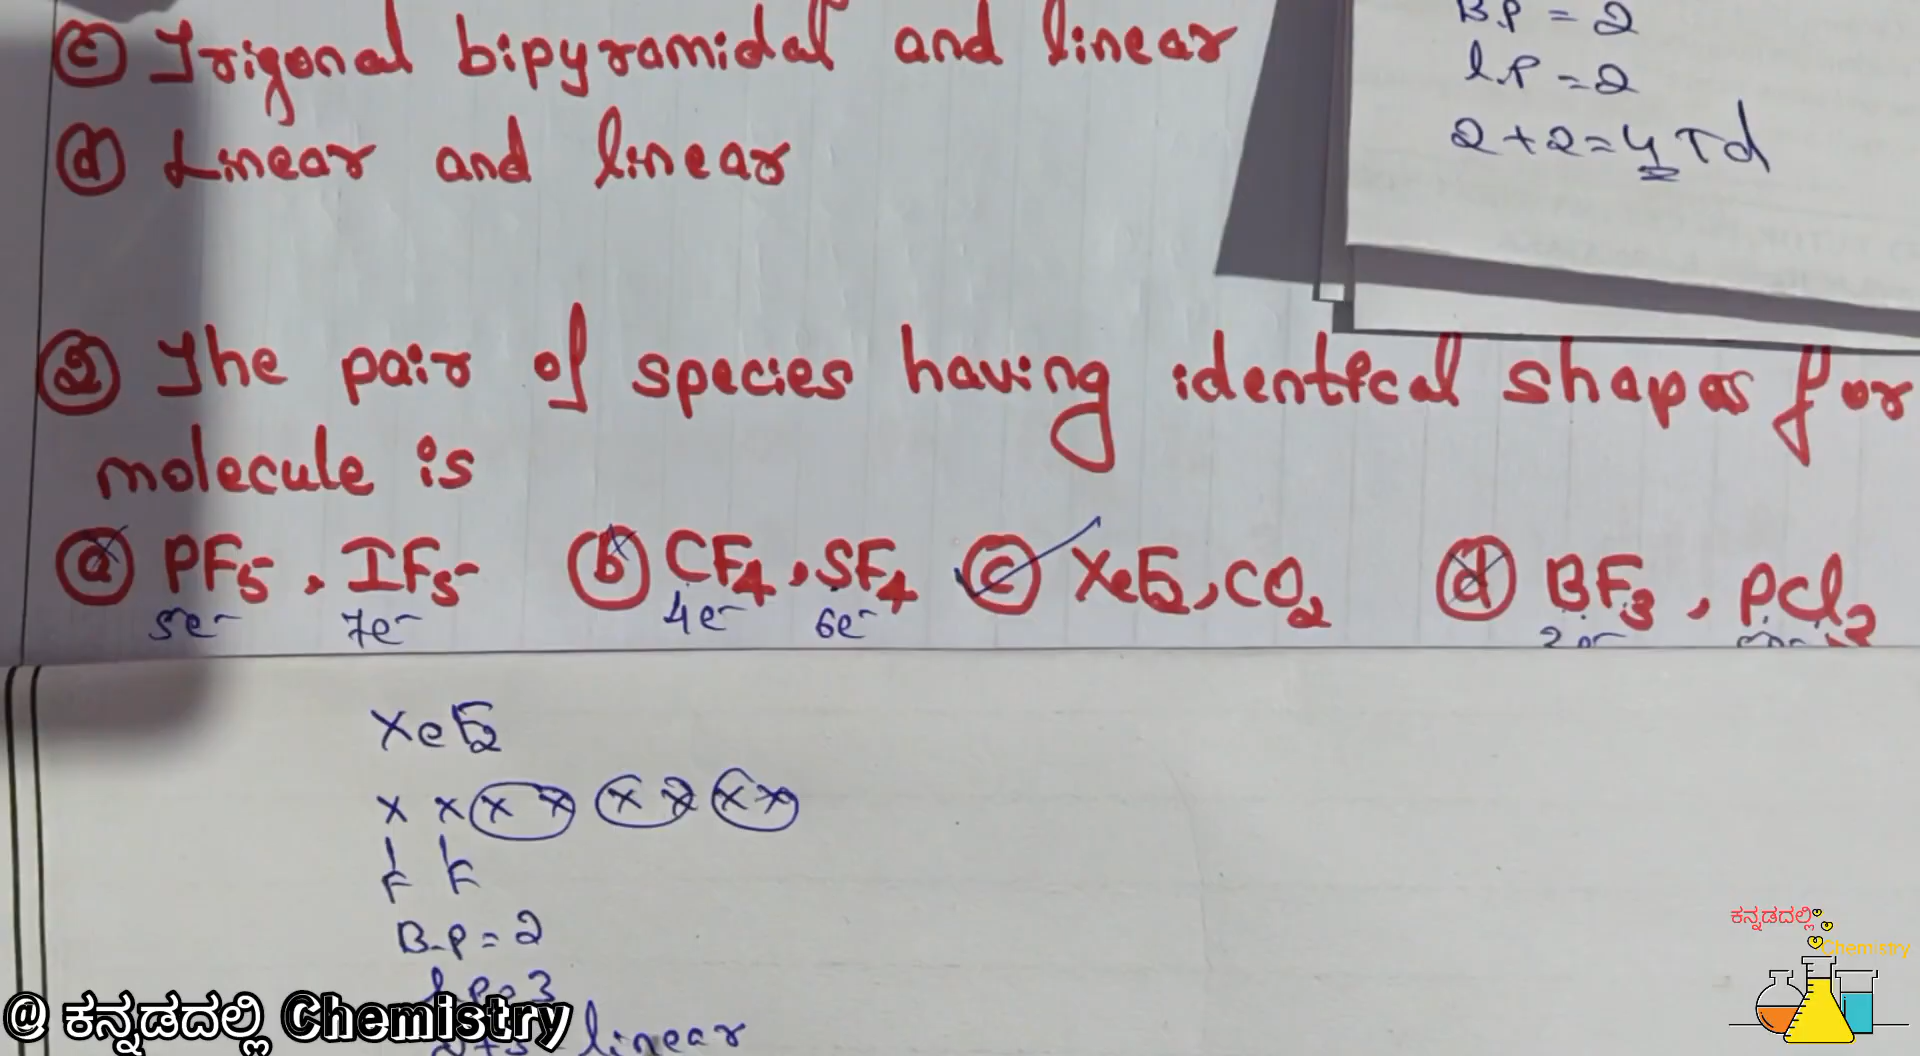 ⓒ Trigonal bipyramidal and linear
ⓓ Linear and linear
B.P = 2
l.P = 2
2 + 2 = 4 Td
② The pair of species having identical shapes for
molecule is
ⓐ PF5, IF5 ⓑ CF4, SF4 ⓒ XeF2, CO2 ⓓ BF3, PCl3
5e- 7e- 4e- 6e-
XeF2
x x x x x x x x
F F
B.P = 2
l.P = 3
linear
@ ಕನ್ನಡದಲ್ಲಿ Chemistry
ಕನ್ನಡದಲ್ಲಿ
Chemistry